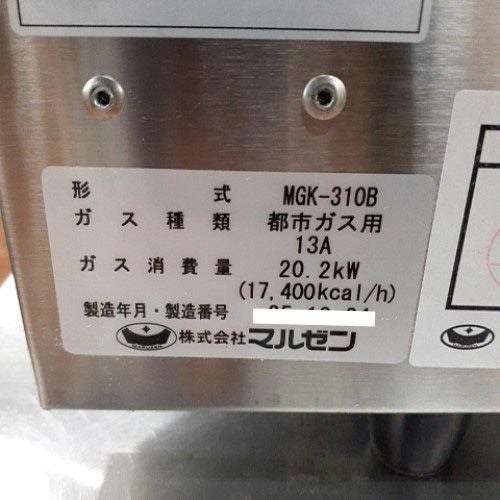 形式 MGK-310B
ガス種類 都市ガス用
13A
ガス消費量 20.2kW
(17,400kcal/h)
製造年月・製造番号
株式会社マルゼン